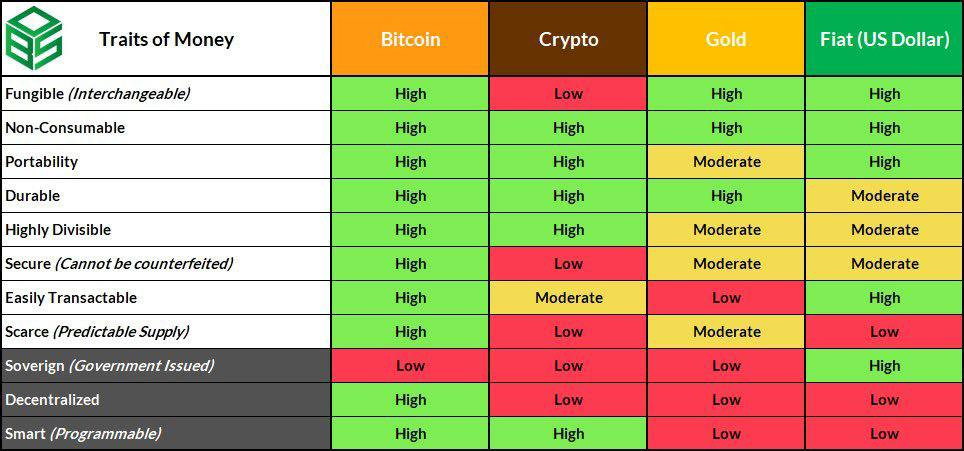 Traits of Money Bitcoin Crypto Gold Fiat (US Dollar)
Fungible (Interchangeable) High Low High High
Non-Consumable High High High High
Portability High High Moderate High
Durable High High High Moderate
Highly Divisible High High Moderate Moderate
Secure (Cannot be counterfeited) High Low Moderate Moderate
Easily Transactable High Moderate Low High
Scarce (Predictable Supply) High Low Moderate Low
Soverign (Government Issued) Low Low Low High
Decentralized High Low Low Low
Smart (Programmable) High High Low Low